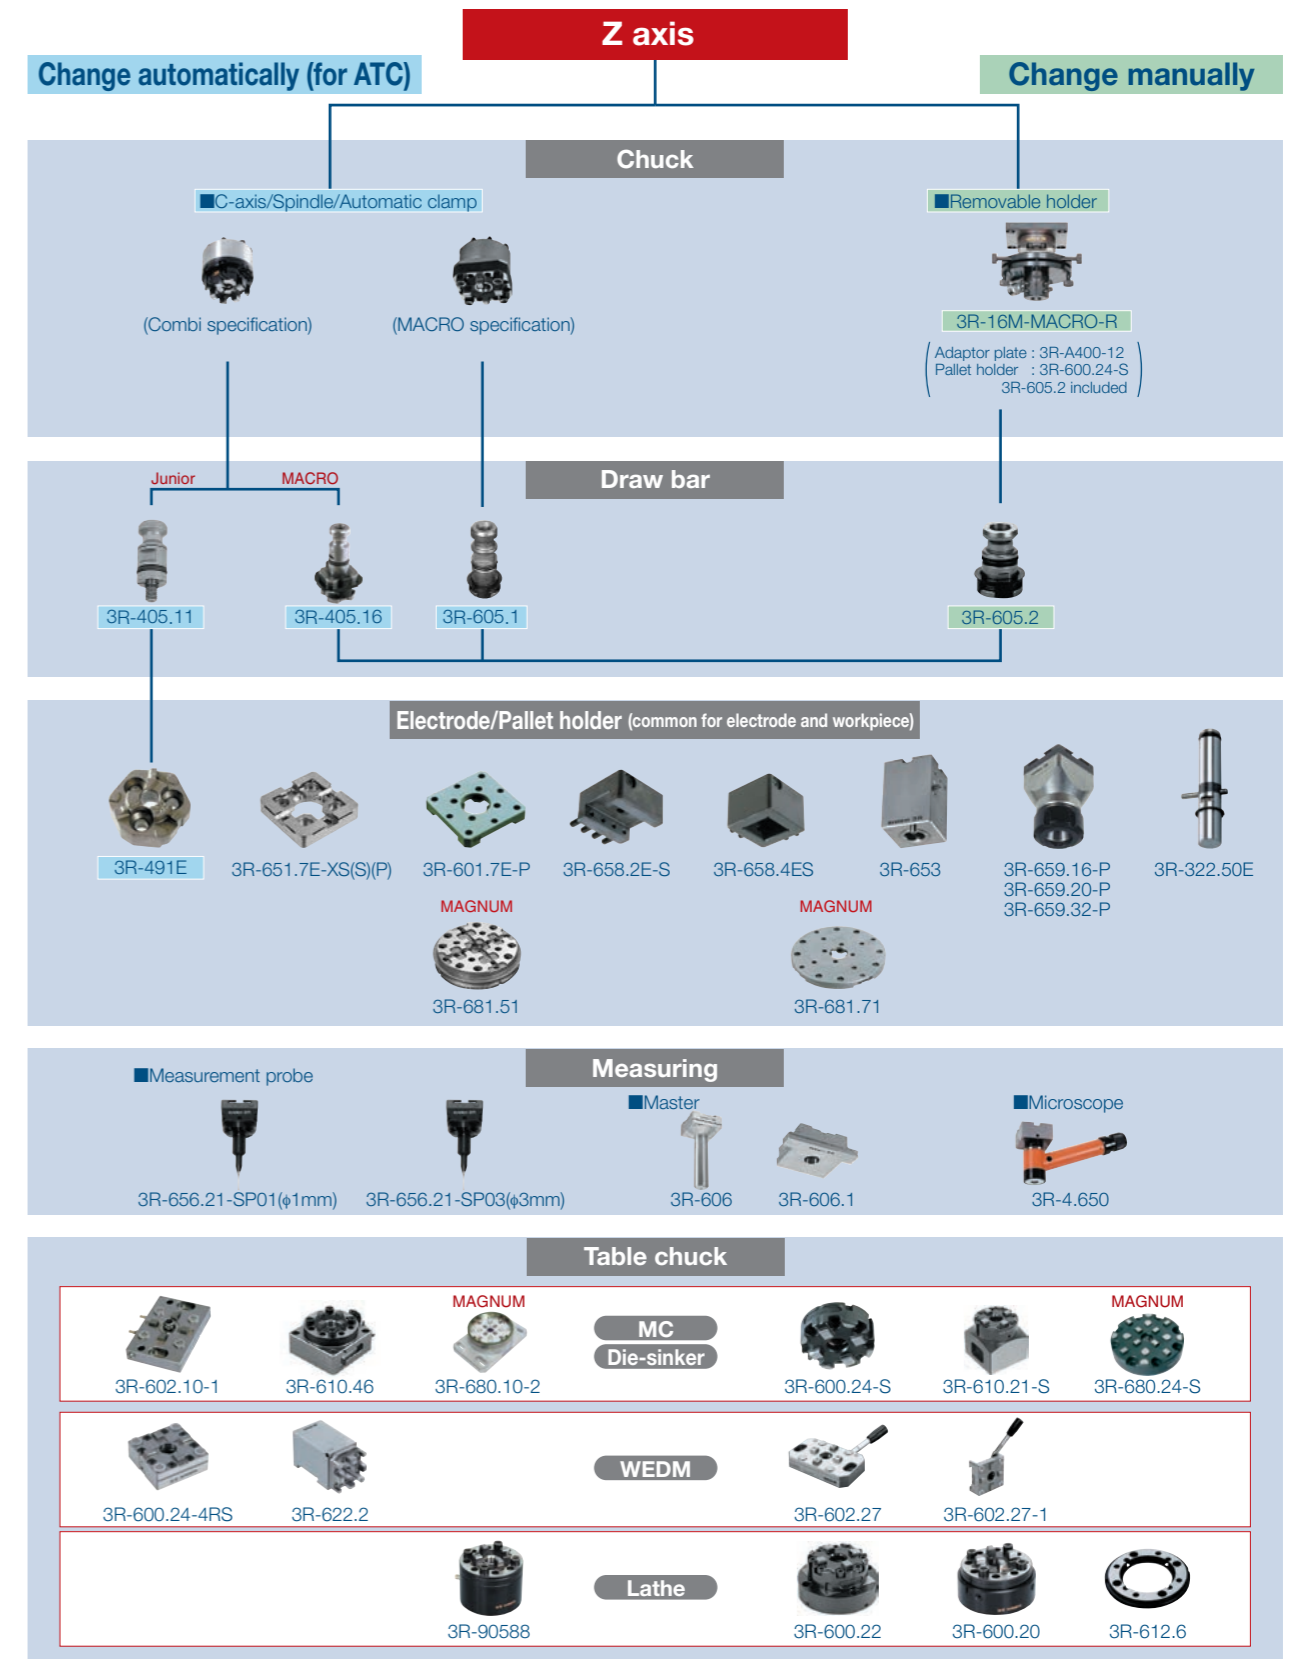 Z axis
Change automatically (for ATC)
Change manually
Chuck
■C-axis/Spindle/Automatic clamp
■Removable holder
(Combi specification)
(MACRO specification)
3R-16M-MACRO-R
(Adaptor plate : 3R-A400-12
Pallet holder : 3R-600.24-S
3R-605.2 included)
Draw bar
Junior
MACRO
3R-405.11
3R-405.16
3R-605.1
3R-605.2
Electrode/Pallet holder (common for electrode and workpiece)
3R-491E
3R-651.7E-XS(S)(P)
3R-601.7E-P
3R-658.2E-S
3R-658.4ES
3R-653
3R-659.16-P
3R-659.20-P
3R-659.32-P
3R-322.50E
MAGNUM
3R-681.51
MAGNUM
3R-681.71
Measuring
■Measurement probe
■Master
■Microscope
3R-656.21-SP01(φ1mm)
3R-656.21-SP03(φ3mm)
3R-606
3R-606.1
3R-4.650
Table chuck
MAGNUM
MC
Die-sinker
MAGNUM
3R-602.10-1
3R-610.46
3R-680.10-2
3R-600.24-S
3R-610.21-S
3R-680.24-S
WEDM
3R-600.24-4RS
3R-622.2
3R-602.27
3R-602.27-1
Lathe
3R-90588
3R-600.22
3R-600.20
3R-612.6